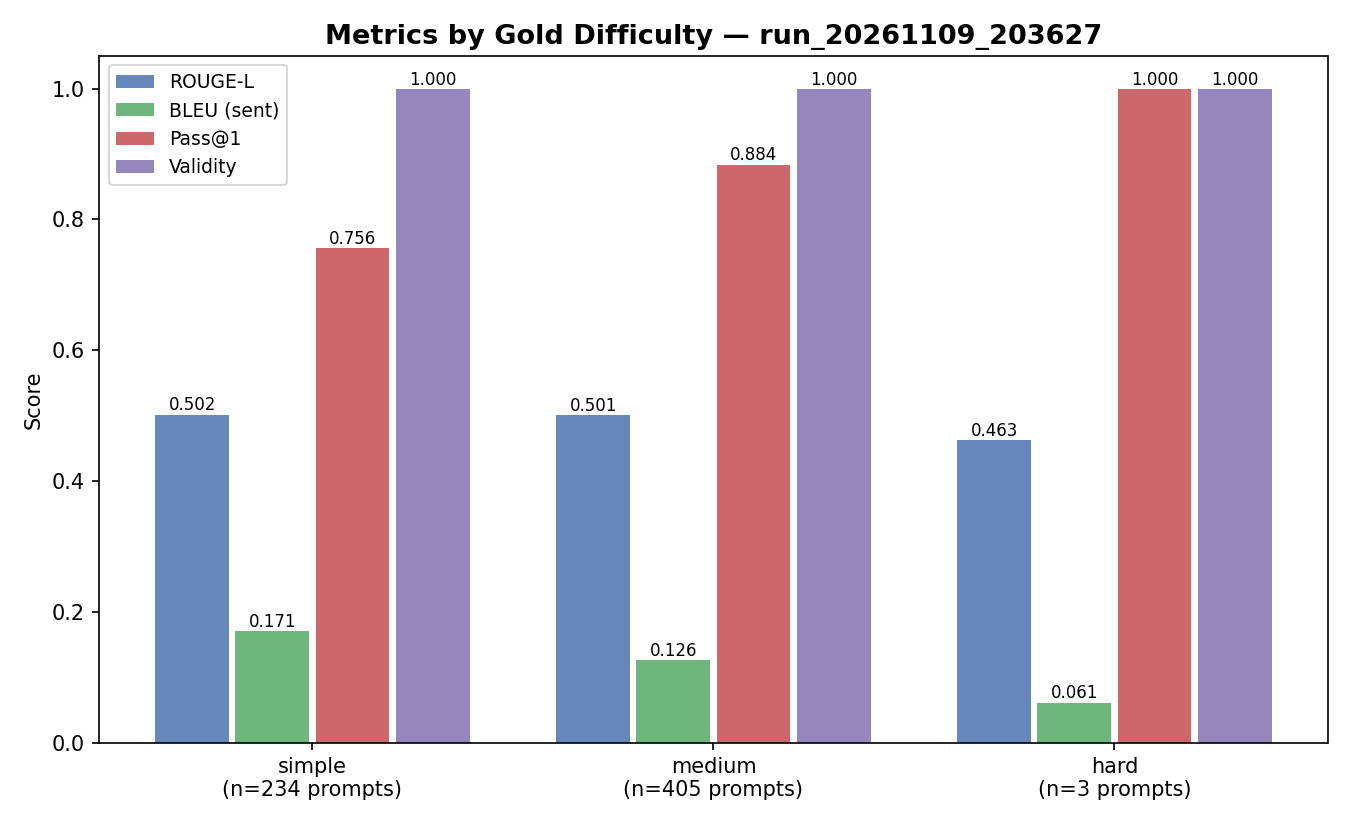 Metrics by Gold Difficulty — run_20261109_203627
ROUGE-L
BLEU (sent)
Pass@1
Validity
Score
1.0
0.8
0.6
0.4
0.2
0.0
0.502
0.171
0.756
1.000
0.501
0.126
0.884
1.000
0.463
0.061
1.000
1.000
simple
(n=234 prompts)
medium
(n=405 prompts)
hard
(n=3 prompts)